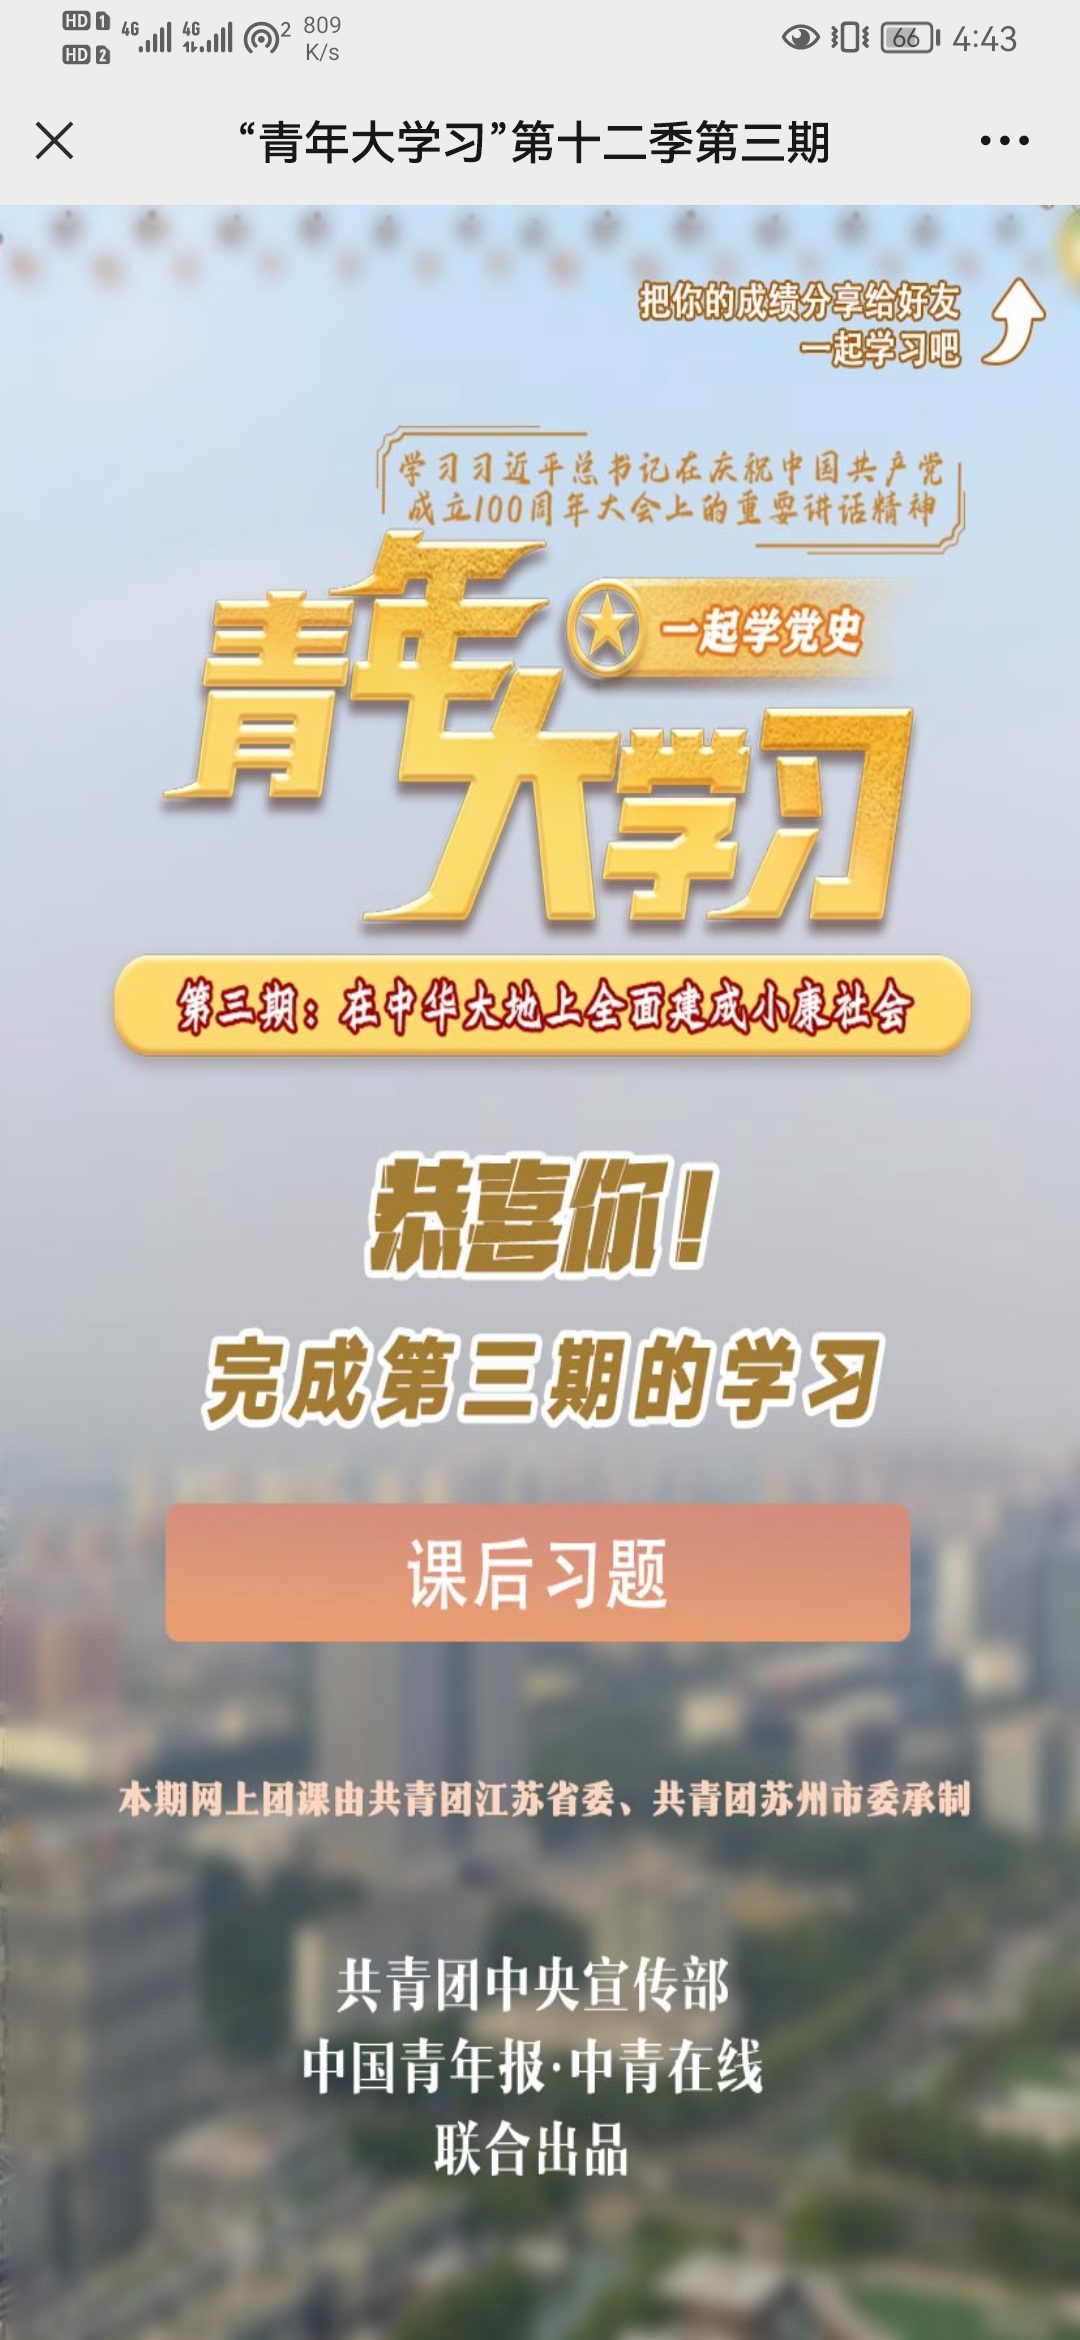 HD 1 4G 4G 2 809 66 4:43
HD 2 K/s
“青年大学习”第十二季第三期
把你的成绩分享给好友
一起学习吧
学习习近平总书记在庆祝中国共产党
成立100周年大会上的重要讲话精神
青年大学习
一起学党史
第三期：在中华大地上全面建成小康社会
恭喜你！
完成第三期的学习
课后习题
本期网上团课由共青团江苏省委、共青团苏州市委承制
共青团中央宣传部
中国青年报·中青在线
联合出品